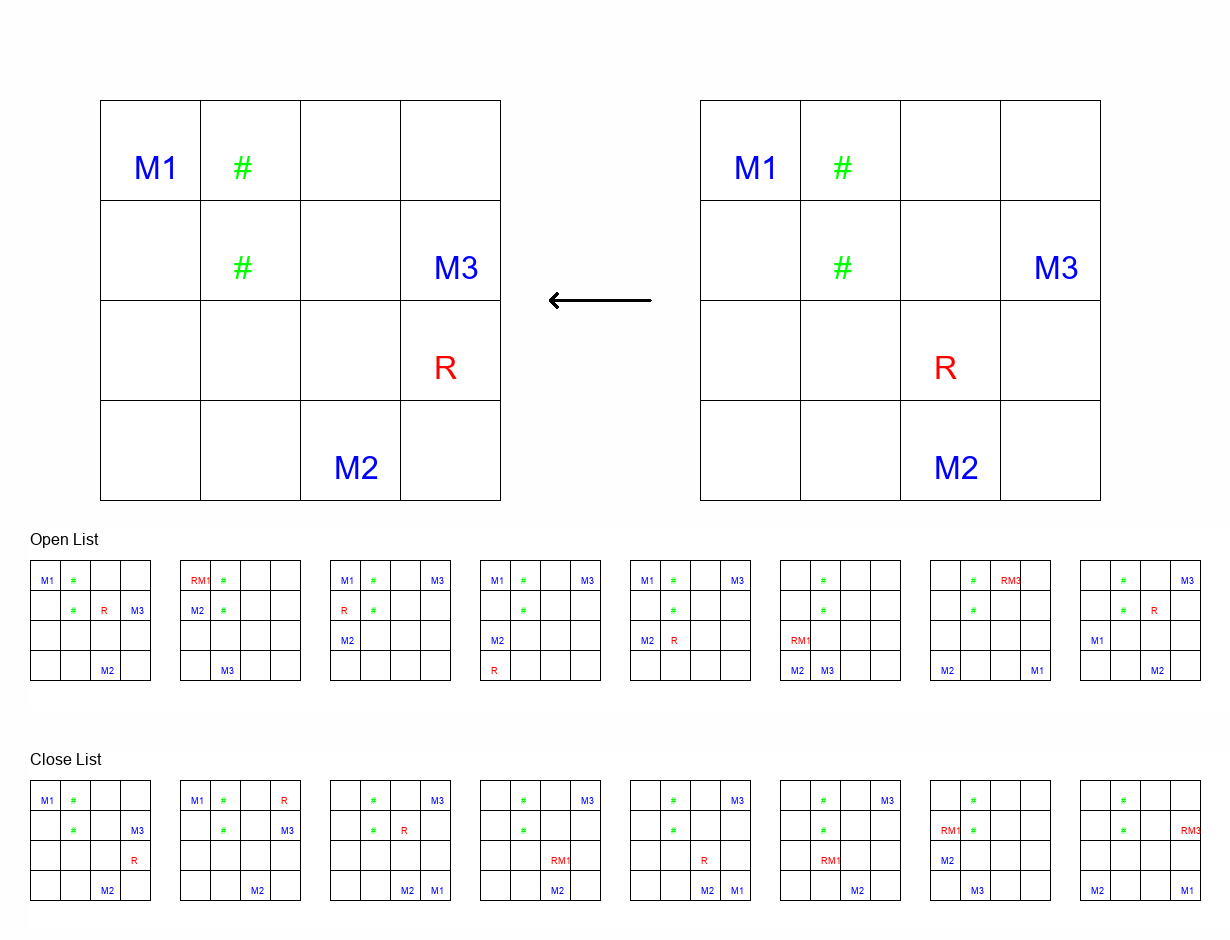 M1 # M1 #
# M3 # M3
R R
M2 M2
Open List
M1 # RM1 # M1 # M3 M1 # M3 M1 # M3 # # RM3 # M3
# R M3 M2 # R # # # # # # R
M2 M2 M2 R RM1 M1
M2 M3 R M2 M3 M2 M1 M2
Close List
M1 # M1 # R # M3 # M3 # M3 # M3 # #
# M3 # M3 # R # # # RM1 # # RM3
R RM1 R RM1 M2
M2 M2 M2 M1 M2 M2 M1 M2 M3 M2 M1